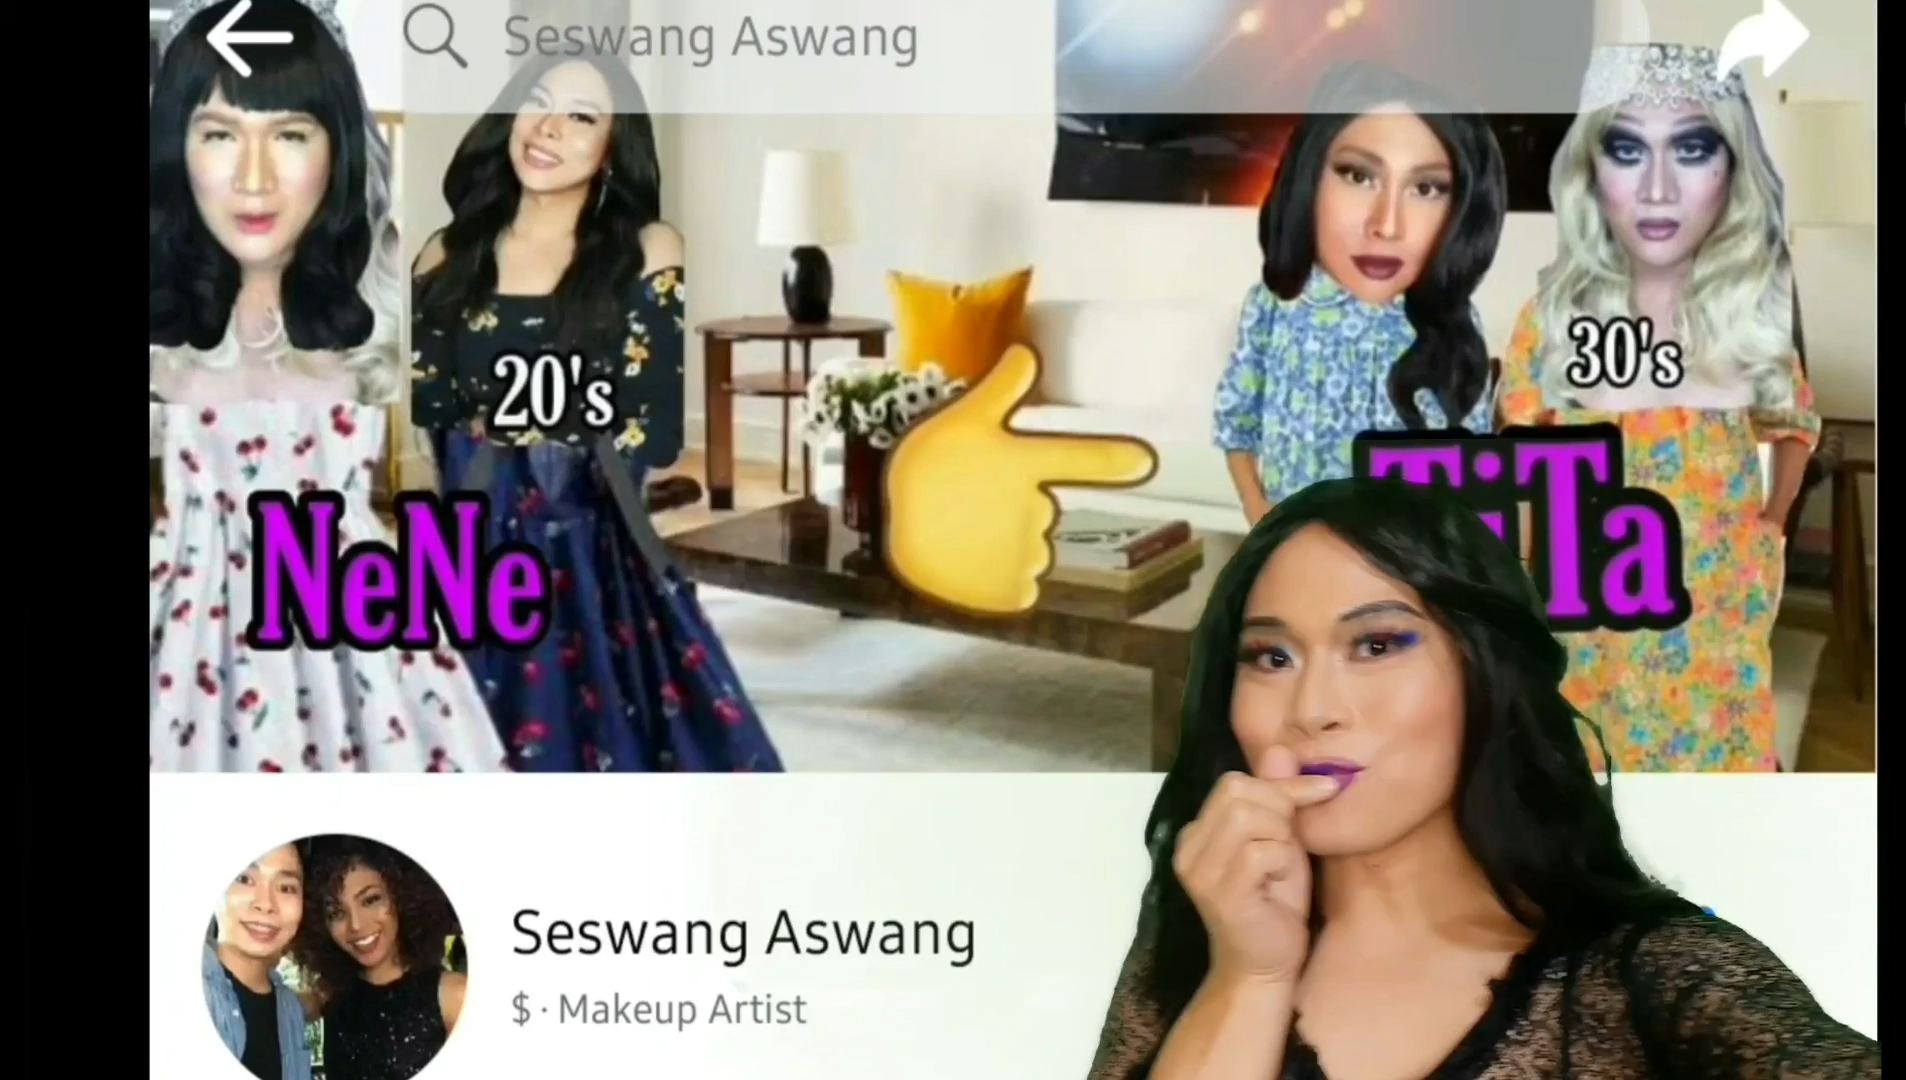 Seswang Aswang
20's
30's
NeNe
TiTa
Seswang Aswang
$ · Makeup Artist